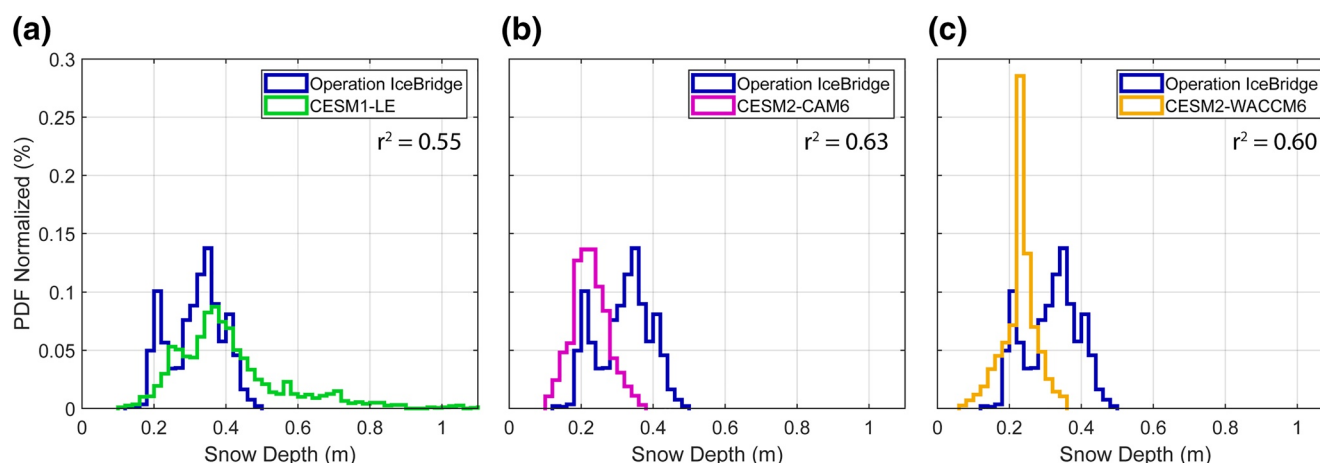 (a)
(b)
(c)
PDF Normalized (%)
0.3
0.25
0.2
0.15
0.1
0.05
0
Operation IceBridge
CESM1-LE
r² = 0.55
0 0.2 0.4 0.6 0.8 1
Snow Depth (m)
Operation IceBridge
CESM2-CAM6
r² = 0.63
0 0.2 0.4 0.6 0.8 1
Snow Depth (m)
Operation IceBridge
CESM2-WACCM6
r² = 0.60
0 0.2 0.4 0.6 0.8 1
Snow Depth (m)